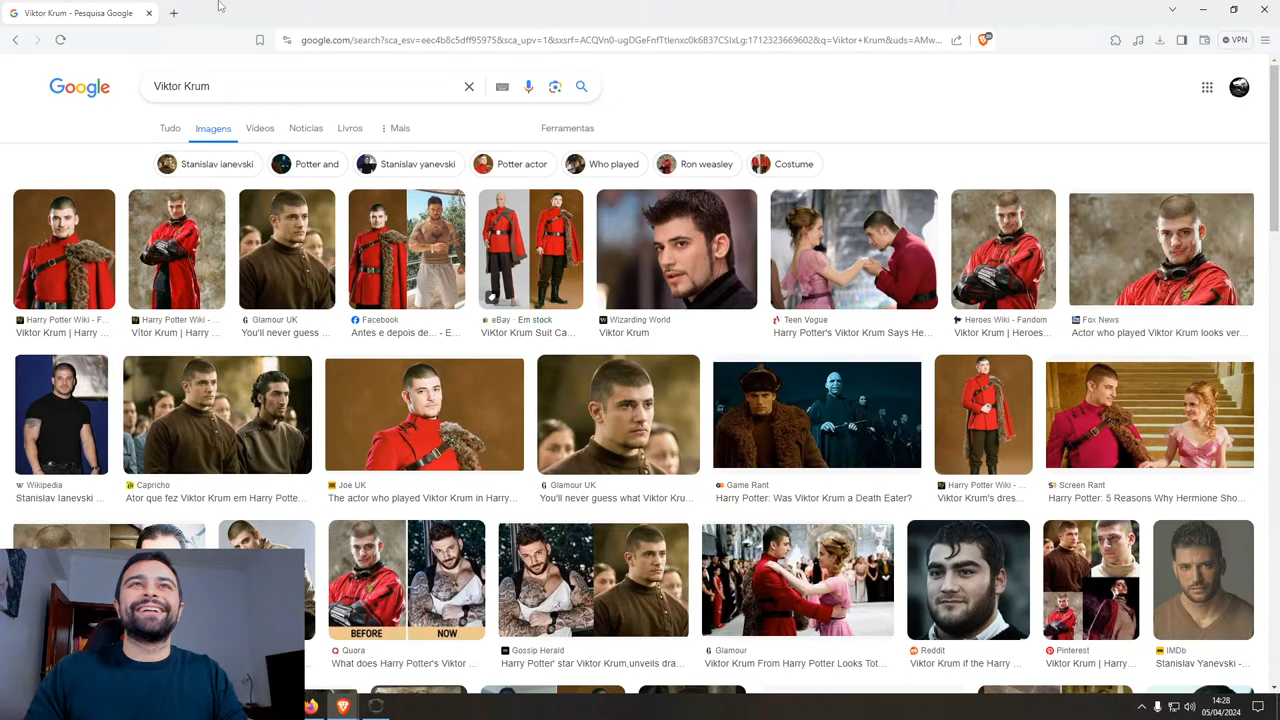 Viktor Krum - Pesquisa Google
google.com/search?sca_esv=eec4b8c5dff95975&sca_upv=1&sxsrf=ACQVn0-ugDGeFnfTtlenxc0k6B37CSIxLg:1712323669602&q=Viktor+Krum&uds=AMw...
VPN
Google
Viktor Krum
Tudo
Imagens
Vídeos
Notícias
Livros
Mais
Ferramentas
Stanislav ianevski
Potter and
Stanislav yanevski
Potter actor
Who played
Ron weasley
Costume
Harry Potter Wiki - F...
Viktor Krum | Harry ...
Harry Potter Wiki - ...
Vítor Krum | Harry ...
Glamour UK
You'll never guess ...
Facebook
Antes e depois de... - E...
eBay · Em stock
ViKtor Krum Suit Ca...
Wizarding World
Viktor Krum
Teen Vogue
Harry Potter's Viktor Krum Says He...
Heroes Wiki - Fandom
Viktor Krum | Heroes...
Fox News
Actor who played Viktor Krum looks ver...
Wikipedia
Stanislav Ianevski ...
Capricho
Ator que fez Viktor Krum em Harry Potte...
Joe UK
The actor who played Viktor Krum in Harry...
Glamour UK
You'll never guess what Viktor Kru...
Game Rant
Harry Potter: Was Viktor Krum a Death Eater?
Harry Potter Wiki - ...
Viktor Krum's dres...
Screen Rant
Harry Potter: 5 Reasons Why Hermione Sho...
BEFORE
NOW
Quora
What does Harry Potter's Viktor ...
Gossip Herald
Harry Potter' star Viktor Krum,unveils dra...
Glamour
Viktor Krum From Harry Potter Looks Tot...
Reddit
Viktor Krum if the Harry ...
Pinterest
Viktor Krum | Harry...
IMDb
Stanislav Yanevski -...
14:28
05/04/2024